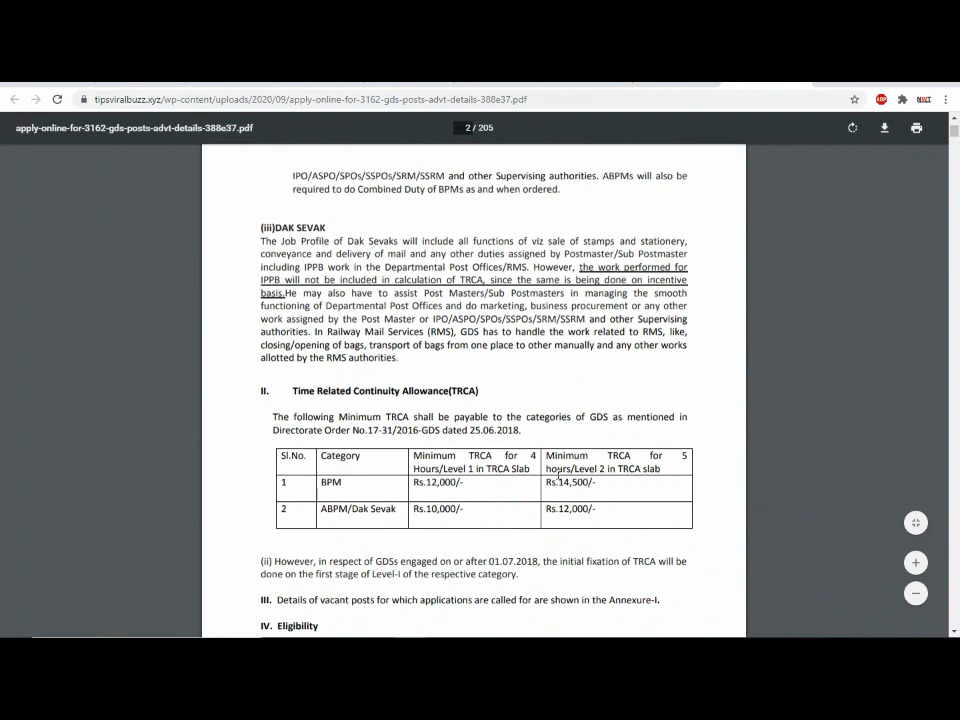 tipsviralbuzz.xyz/wp-content/uploads/2020/09/apply-online-for-3162-gds-posts-advt-details-388e37.pdf
ABP
NWT
apply-online-for-3162-gds-posts-advt-details-388e37.pdf
2 / 205
IPO/ASPO/SPOs/SSPOs/SRM/SSRM and other Supervising authorities. ABPMs will also be
required to do Combined Duty of BPMs as and when ordered.
(iii)DAK SEVAK
The Job Profile of Dak Sevaks will include all functions of viz sale of stamps and stationery,
conveyance and delivery of mail and any other duties assigned by Postmaster/Sub Postmaster
including IPPB work in the Departmental Post Offices/RMS. However, the work performed for
IPPB will not be included in calculation of TRCA, since the same is being done on incentive
basis.He may also have to assist Post Masters/Sub Postmasters in managing the smooth
functioning of Departmental Post Offices and do marketing, business procurement or any other
work assigned by the Post Master or IPO/ASPO/SPOs/SSPOs/SRM/SSRM and other Supervising
authorities. In Railway Mail Services (RMS), GDS has to handle the work related to RMS, like,
closing/opening of bags, transport of bags from one place to other manually and any other works
allotted by the RMS authorities.
II. Time Related Continuity Allowance(TRCA)
The following Minimum TRCA shall be payable to the categories of GDS as mentioned in
Directorate Order No.17-31/2016-GDS dated 25.06.2018.
Sl.No. Category Minimum TRCA for 4 Minimum TRCA for 5
Hours/Level 1 in TRCA Slab hours/Level 2 in TRCA slab
1 BPM Rs.12,000/- Rs.14,500/-
2 ABPM/Dak Sevak Rs.10,000/- Rs.12,000/-
(ii) However, in respect of GDSs engaged on or after 01.07.2018, the initial fixation of TRCA will be
done on the first stage of Level-I of the respective category.
III. Details of vacant posts for which applications are called for are shown in the Annexure-I.
IV. Eligibility